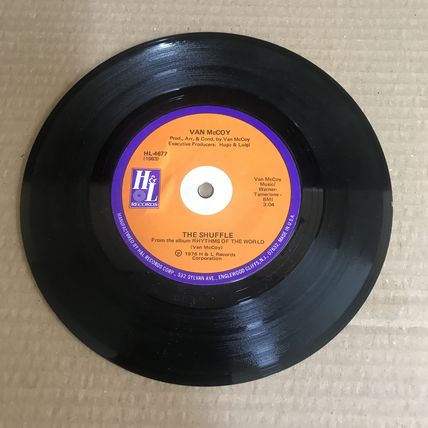 VAN McCOY
Prod., Arr., & Cond. by Van McCoy
Executive Producers: Hugo & Luigi
HL-4677
(1563)
H&L
RECORDS
Van McCoy
Music/
Warner-
Tamerlane -
BMI
3:04
THE SHUFFLE
From the album RHYTHMS OF THE WORLD
(Van McCoy)
℗ 1976 H & L Records
Corporation
MANUFACTURED BY H&L RECORDS CORP., 532 SYLVAN AVE., ENGLEWOOD CLIFFS, N.J. 07632, MADE IN U.S.A.